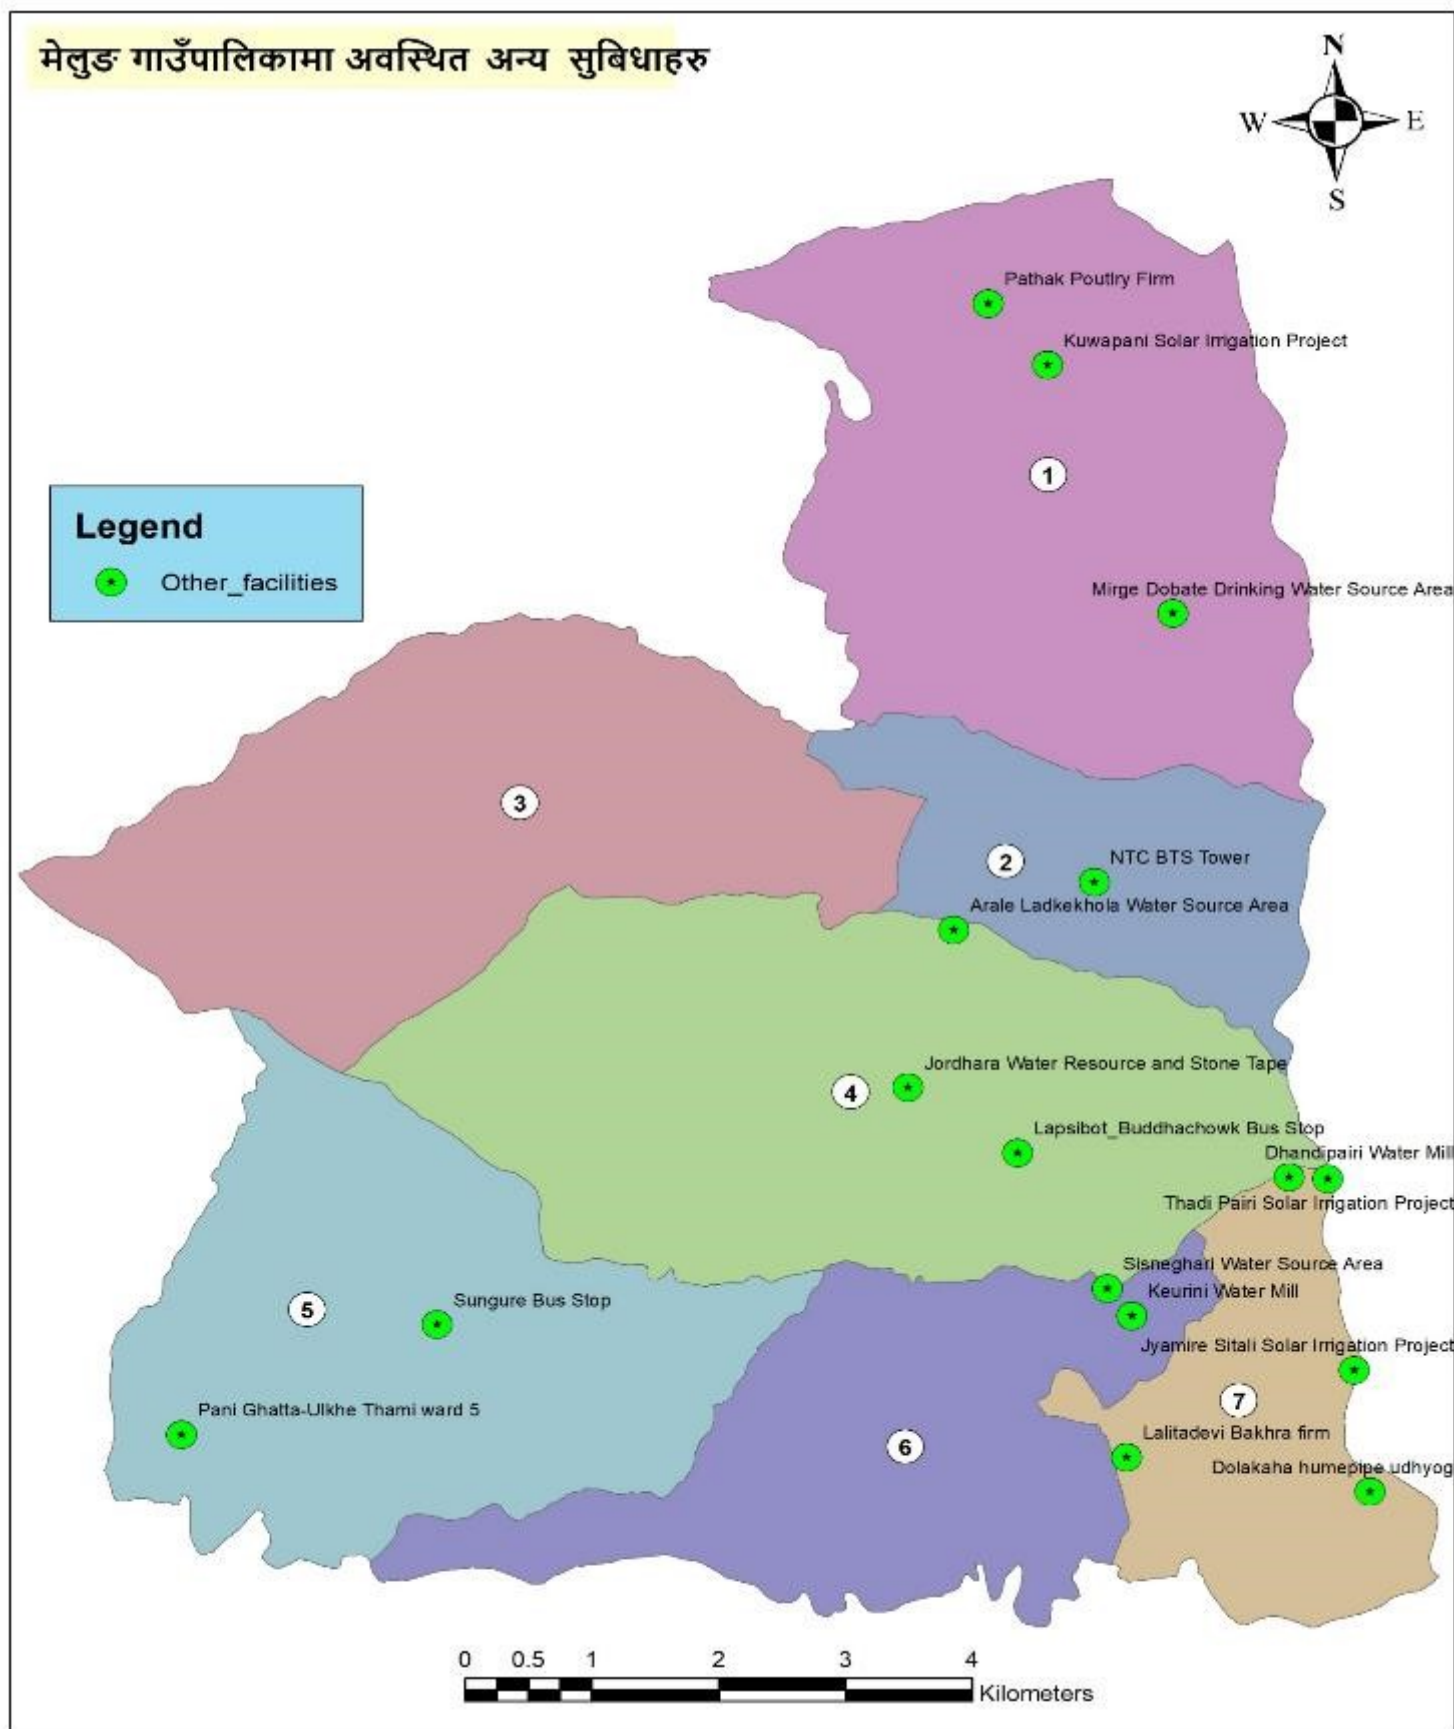 मेलुङ गाउँपालिकामा अवस्थित अन्य सुबिधाहरु
N
W E
S
Pathak Poutlry Firm
Kuwapani Solar Irrigation Project
1
Legend
Other_facilities
Mirge Dobate Drinking Water Source Area
3
2
NTC BTS Tower
Arale Ladkekhola Water Source Area
Jordhara Water Resource and Stone Tape
4
Lapsibot_Buddhachowk Bus Stop
Dhandipairi Water Mill
Thadi Pairi Solar Irrigation Project
Sisneghari Water Source Area
Keurini Water Mill
5
Sungure Bus Stop
Jyamire Sitali Solar Irrigation Project
7
Pani Ghatta-Ulkhe Thami ward 5
Lalitadevi Bakhra firm
6
Dolakaha humepipe udhyog
0 0.5 1 2 3 4
Kilometers